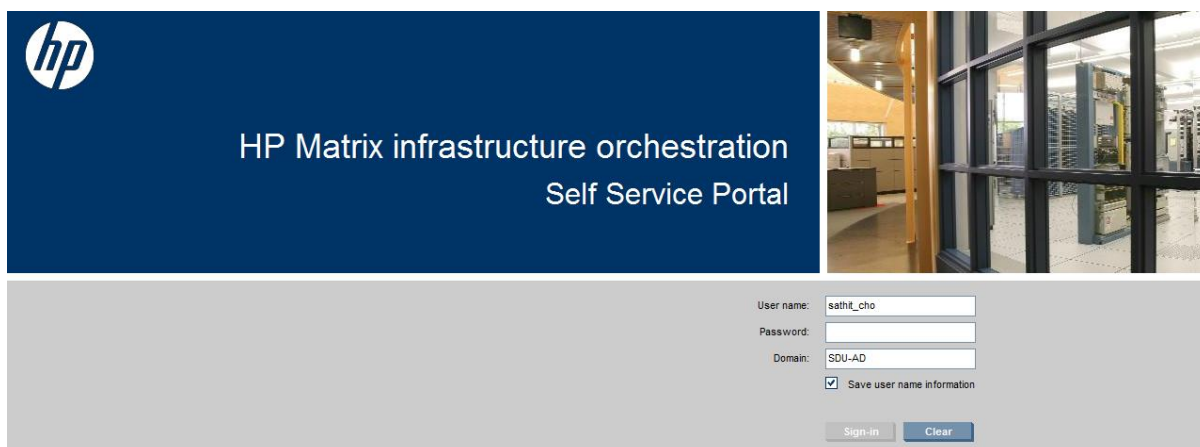 hp
HP Matrix infrastructure orchestration
Self Service Portal
User name: sathit_cho
Password:
Domain: SDU-AD
Save user name information
Sign-in Clear